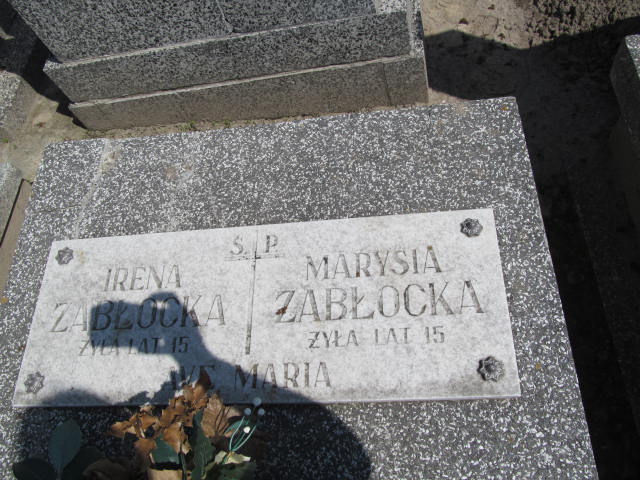 Ś. P.
IRENA
ZABŁOCKA
ŻYŁA LAT 15
MARYSIA
ZABŁOCKA
ŻYŁA LAT 15
AVE MARIA